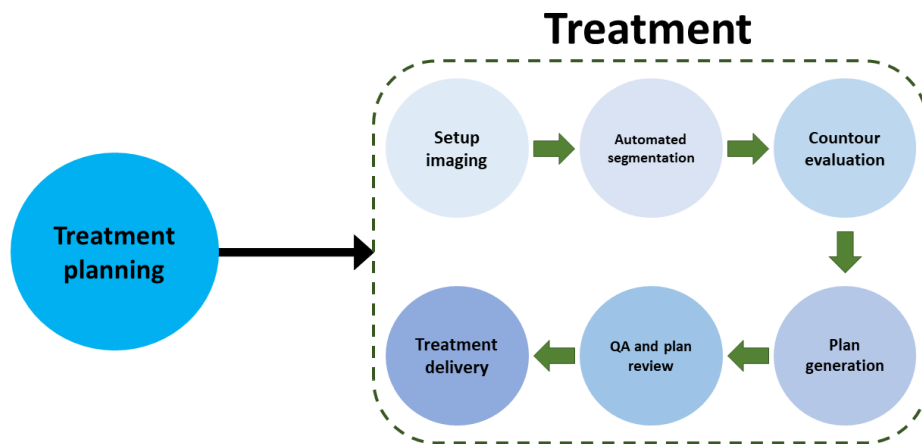 Treatment
Treatment
planning
Setup
imaging
Automated
segmentation
Countour
evaluation
Plan
generation
QA and plan
review
Treatment
delivery